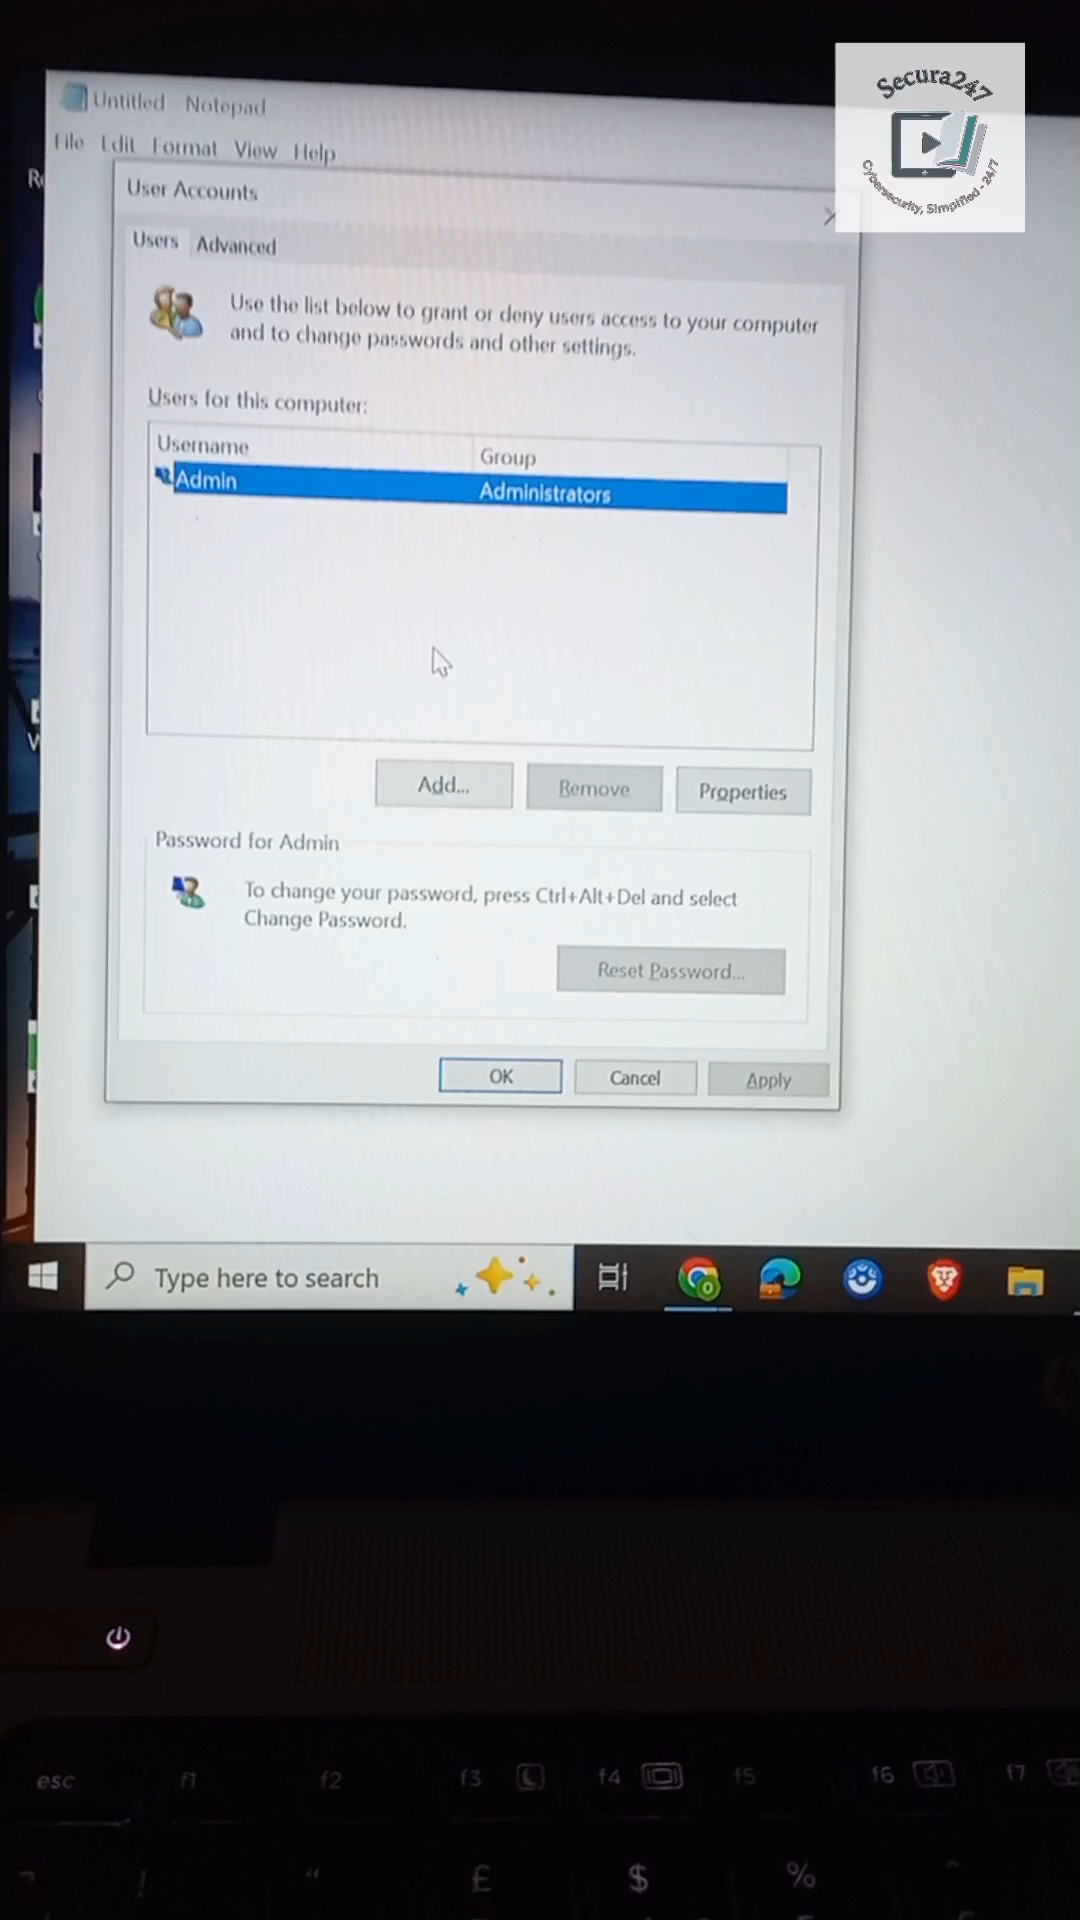 Secura247
Cybersecurity, Simplified - 24/7
Untitled - Notepad
File Edit Format View Help
User Accounts
Users Advanced
Use the list below to grant or deny users access to your computer
and to change passwords and other settings.
Users for this computer:
Username Group
Admin Administrators
Add... Remove Properties
Password for Admin
To change your password, press Ctrl+Alt+Del and select
Change Password.
Reset Password...
OK Cancel Apply
Type here to search
esc f1 f2 f3 f4 f5 f6 f7
! “ £ $ % ^